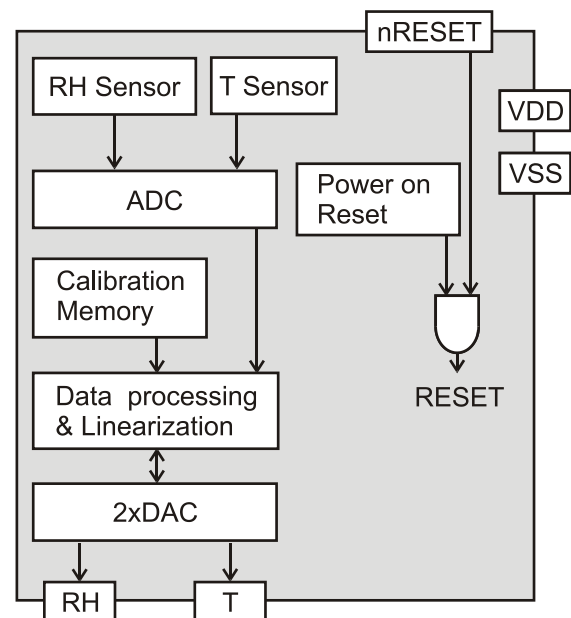 nRESET
RH Sensor
T Sensor
VDD
VSS
ADC
Power on
Reset
Calibration
Memory
Data processing
& Linearization
RESET
2xDAC
RH
T